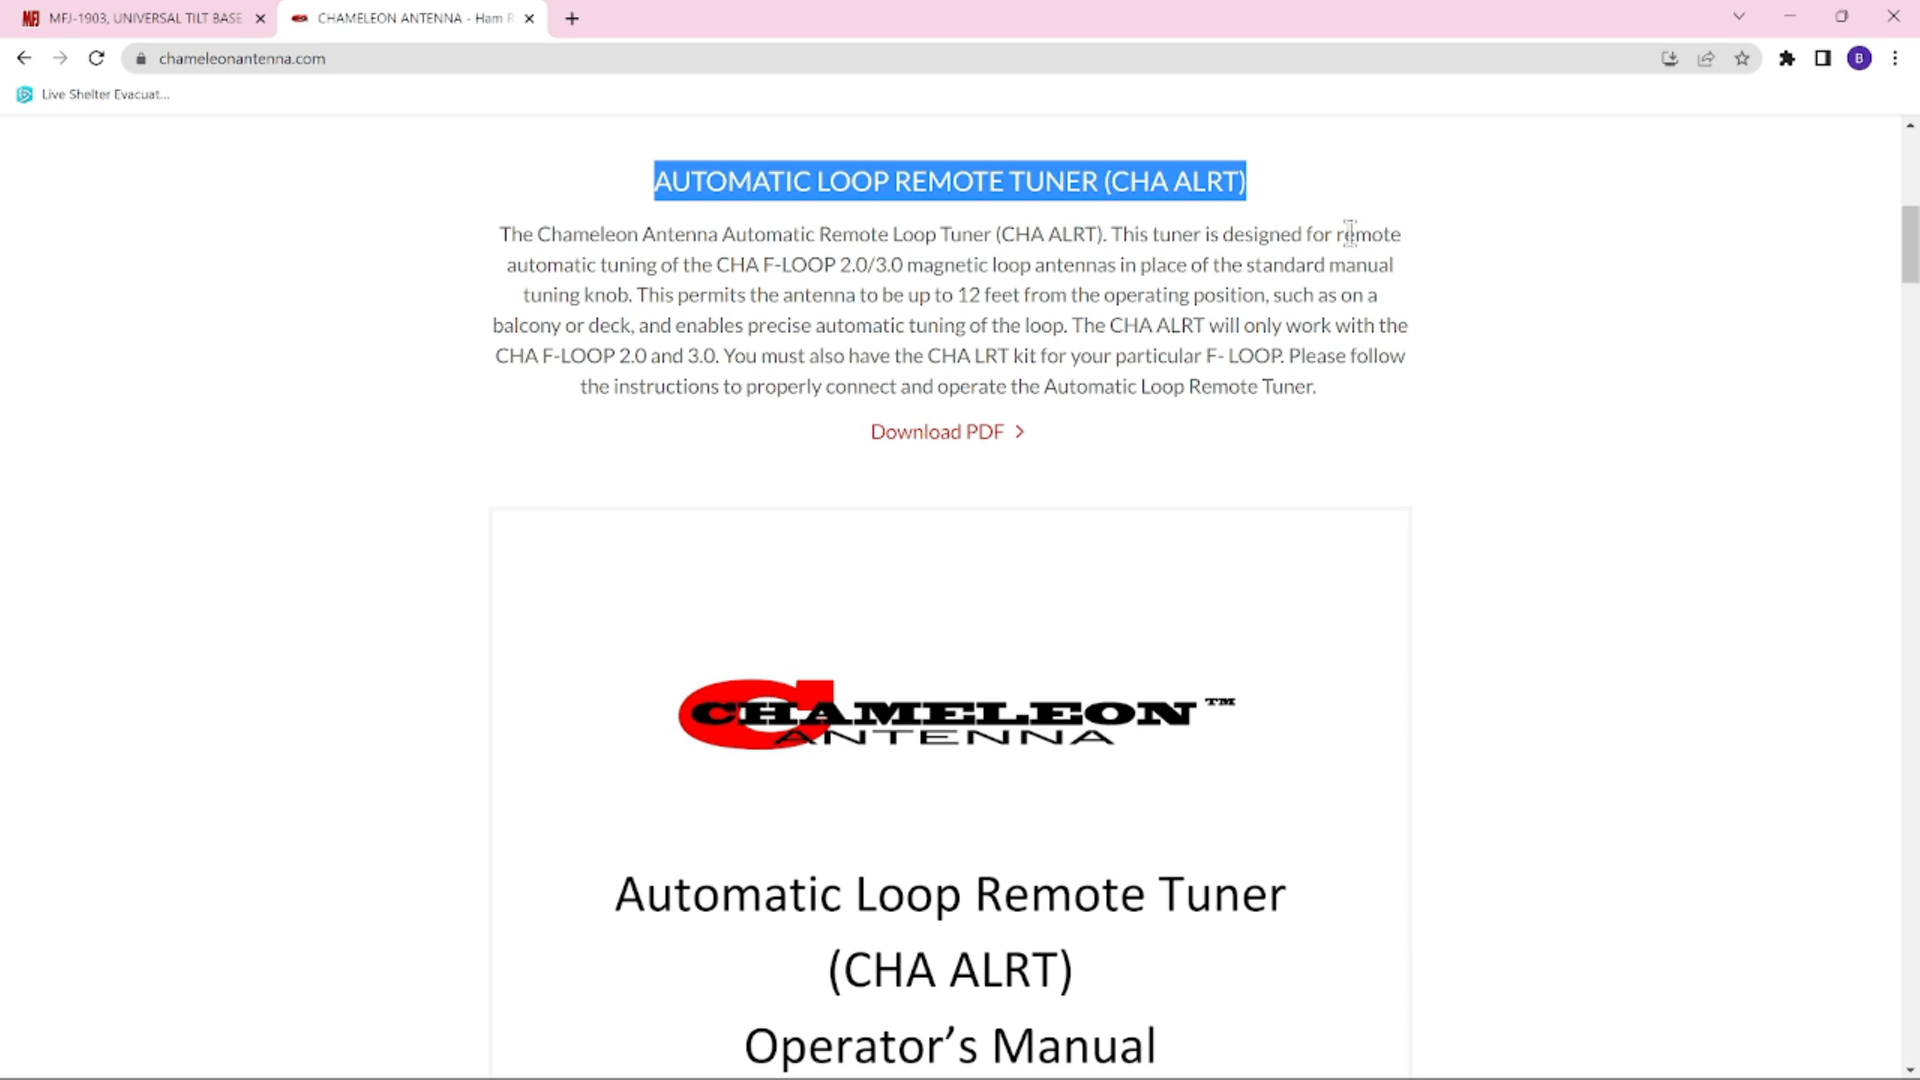 MFJ-1903, UNIVERSAL TILT BASE
CHAMELEON ANTENNA - Ham R
chameleonantenna.com
B
Live Shelter Evacuat...
AUTOMATIC LOOP REMOTE TUNER (CHA ALRT)
The Chameleon Antenna Automatic Remote Loop Tuner (CHA ALRT). This tuner is designed for remote
automatic tuning of the CHA F-LOOP 2.0/3.0 magnetic loop antennas in place of the standard manual
tuning knob. This permits the antenna to be up to 12 feet from the operating position, such as on a
balcony or deck, and enables precise automatic tuning of the loop. The CHA ALRT will only work with the
CHA F-LOOP 2.0 and 3.0. You must also have the CHA LRT kit for your particular F- LOOP. Please follow
the instructions to properly connect and operate the Automatic Loop Remote Tuner.
Download PDF >
CHAMELEON ™
ANTENNA
Automatic Loop Remote Tuner
(CHA ALRT)
Operator’s Manual